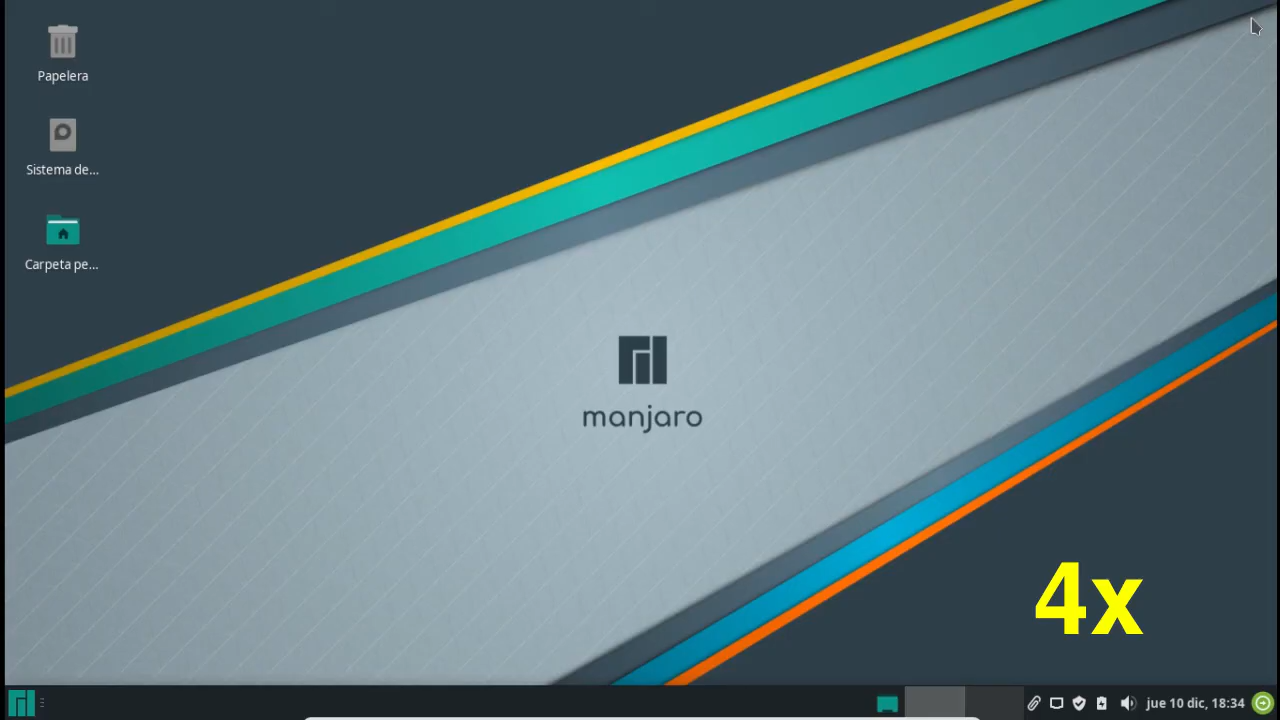 Papelera
Sistema de...
Carpeta pe...
manjaro
4x
jue 10 dic, 18:34